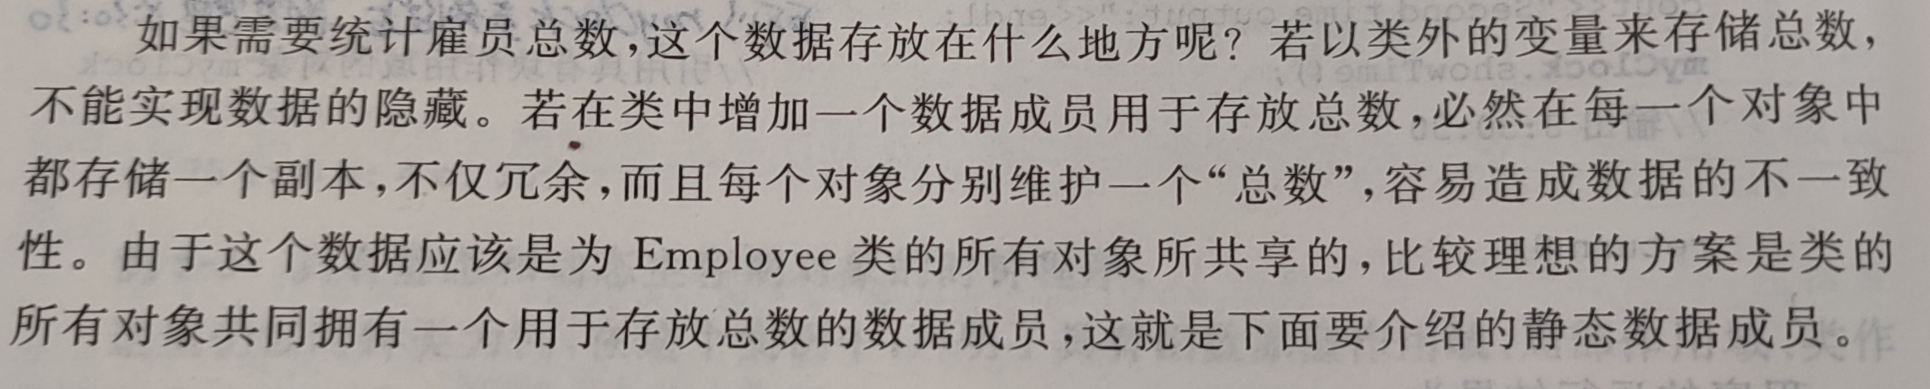 如果需要统计雇员总数,这个数据存放在什么地方呢? 若以类外的变量来存储总数,
不能实现数据的隐藏。若在类中增加一个数据成员用于存放总数,必然在每一个对象中
都存储一个副本,不仅冗余,而且每个对象分别维护一个“总数”,容易造成数据的不一致
性。由于这个数据应该是为 Employee 类的所有对象所共享的,比较理想的方案是类的
所有对象共同拥有一个用于存放总数的数据成员,这就是下面要介绍的静态数据成员。